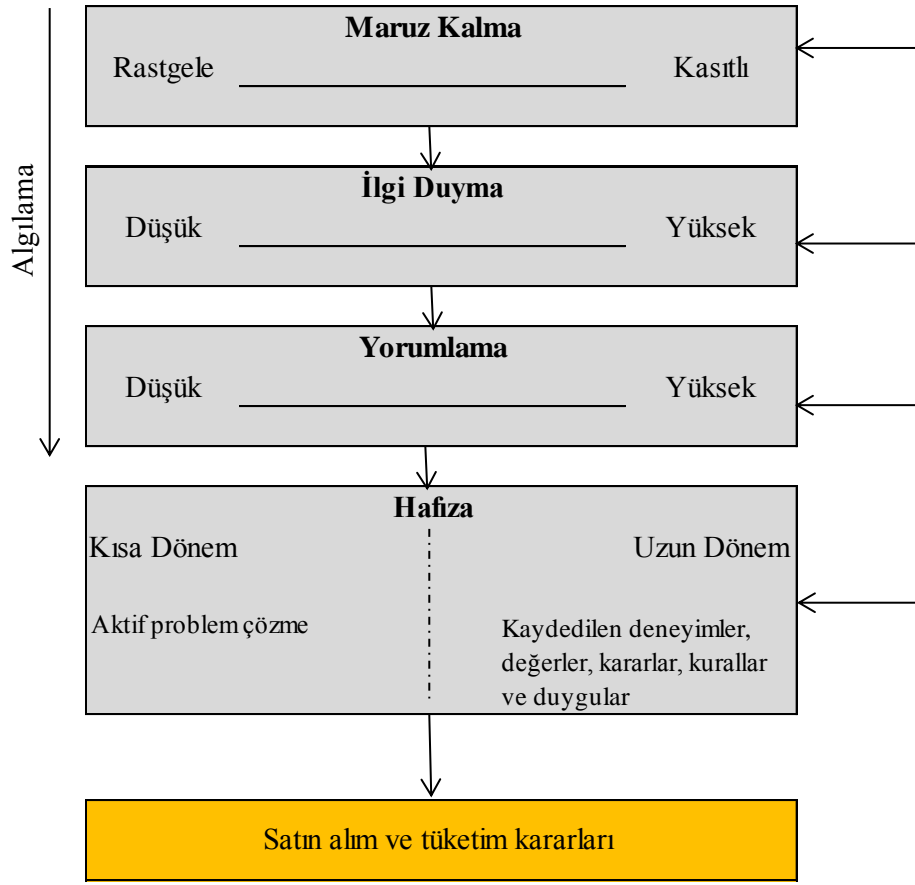 Maruz Kalma
Rastgele Kasıtlı
Algılama
İlgi Duyma
Düşük Yüksek
Yorumlama
Düşük Yüksek
Hafıza
Kısa Dönem Uzun Dönem
Aktif problem çözme
Kaydedilen deneyimler,
değerler, kararlar, kurallar
ve duygular
Satın alım ve tüketim kararları